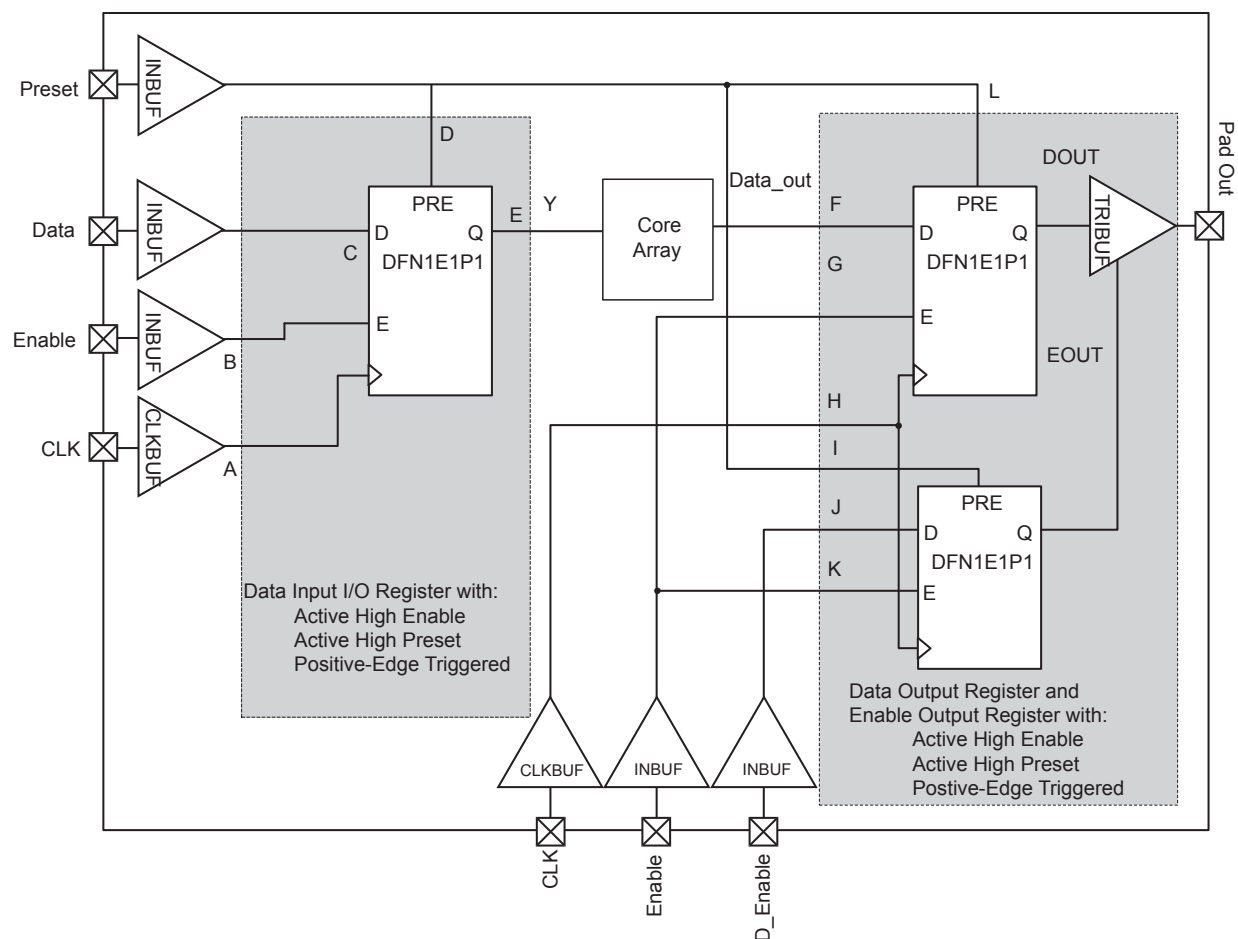 Preset
INBUF
L
D
Data
INBUF
PRE
D
Q
C
DFN1E1P1
E
E
Y
Core
Array
Data_out
F
G
PRE
D
Q
DFN1E1P1
E
DOUT
TRIBUF
Pad Out
EOUT
Enable
INBUF
B
CLK
CLKBUF
A
H
I
J
K
PRE
D
Q
DFN1E1P1
E
Data Input I/O Register with:
Active High Enable
Active High Preset
Positive-Edge Triggered
Data Output Register and
Enable Output Register with:
Active High Enable
Active High Preset
Postive-Edge Triggered
CLKBUF
INBUF
INBUF
CLK
Enable
D_Enable